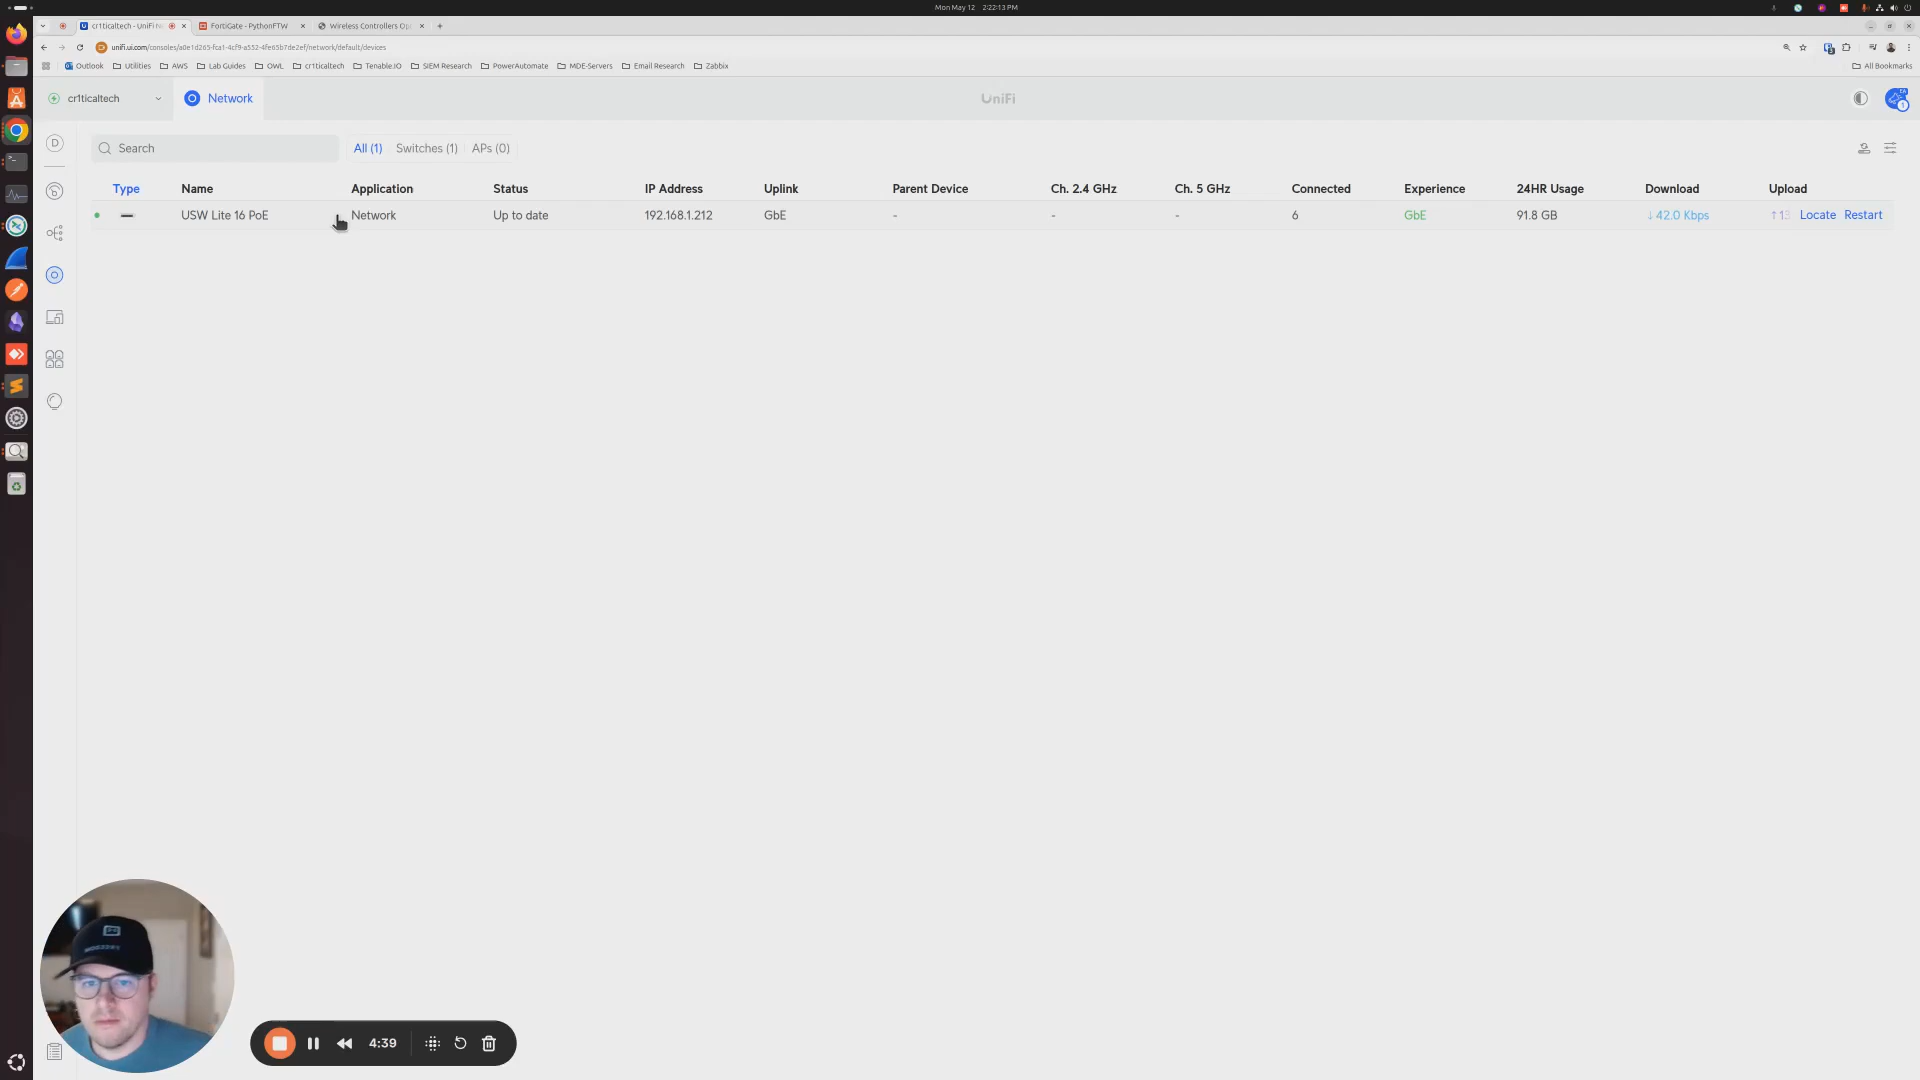 Mon May 12 2:22:13 PM
cr1ticaltech - UniFi N
FortiGate - PythonFTW
Wireless Controllers Op
unifi.ui.com/consoles/a0e1d265-fca1-4cf9-a552-4fe65b7de2ef/network/default/devices
Outlook Utilities AWS Lab Guides OWL cr1ticaltech Tenable.IO SIEM Research PowerAutomate MDE-Servers Email Research Zabbix All Bookmarks
cr1ticaltech Network UniFi
Search All (1) Switches (1) APs (0)
Type Name Application Status IP Address Uplink Parent Device Ch. 2.4 GHz Ch. 5 GHz Connected Experience 24HR Usage Download Upload
USW Lite 16 PoE Network Up to date 192.168.1.212 GbE - - - 6 GbE 91.8 GB ↓ 42.0 Kbps ↑ 13 Locate Restart
D
4:39